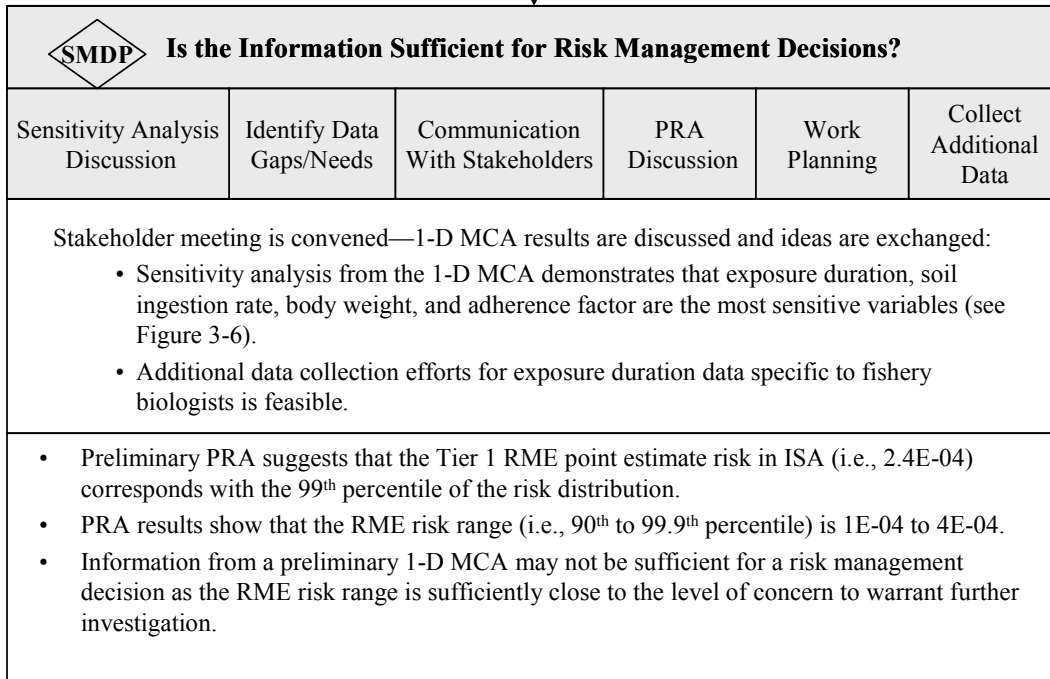 SMDP Is the Information Sufficient for Risk Management Decisions?
Sensitivity Analysis
Discussion
Identify Data
Gaps/Needs
Communication
With Stakeholders
PRA
Discussion
Work
Planning
Collect
Additional
Data
Stakeholder meeting is convened—1-D MCA results are discussed and ideas are exchanged:
• Sensitivity analysis from the 1-D MCA demonstrates that exposure duration, soil
ingestion rate, body weight, and adherence factor are the most sensitive variables (see
Figure 3-6).
• Additional data collection efforts for exposure duration data specific to fishery
biologists is feasible.
• Preliminary PRA suggests that the Tier 1 RME point estimate risk in ISA (i.e., 2.4E-04)
corresponds with the 99th percentile of the risk distribution.
• PRA results show that the RME risk range (i.e., 90th to 99.9th percentile) is 1E-04 to 4E-04.
• Information from a preliminary 1-D MCA may not be sufficient for a risk management
decision as the RME risk range is sufficiently close to the level of concern to warrant further
investigation.